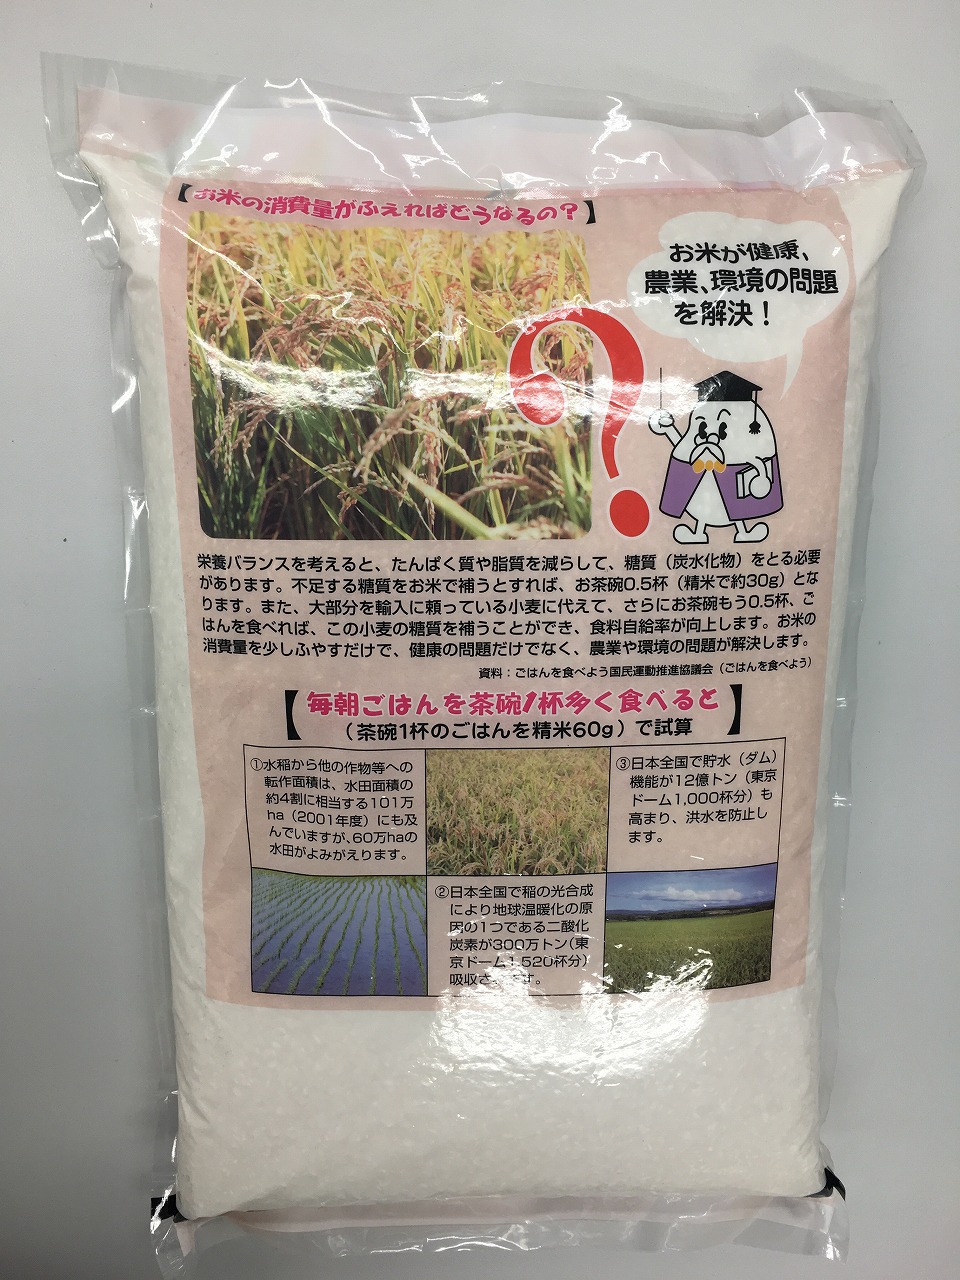 【お米の消費量がふえればどうなるの?】
お米が健康、
農業、環境の問題
を解決!
?
栄養バランスを考えると、たんぱく質や脂質を減らして、糖質（炭水化物）をとる必要
があります。不足する糖質をお米で補うとすれば、お茶碗0.5杯（精米で約30g）とな
ります。また、大部分を輸入に頼っている小麦に代えて、さらにお茶碗もう0.5杯、ご
はんを食べれば、この小麦の糖質を補うことができ、食料自給率が向上します。お米の
消費量を少しふやすだけで、健康の問題だけでなく、農業や環境の問題が解決します。
資料：ごはんを食べよう国民運動推進協議会（ごはんを食べよう）
【毎朝ごはんを茶碗1杯多く食べると
（茶碗1杯のごはんを精米60g）で試算】
①水稲から他の作物等への
転作面積は、水田面積の
約4割に相当する101万
ha（2001年度）にも及
んでいますが、60万haの
水田がよみがえります。
②日本全国で稲の光合成
により地球温暖化の原
因の1つである二酸化
炭素が300万トン（東
京ドーム1,520杯分）
吸収さ
③日本全国で貯水（ダム）
機能が12億トン（東京
ドーム1,000杯分）も
高まり、洪水を防止し
ます。